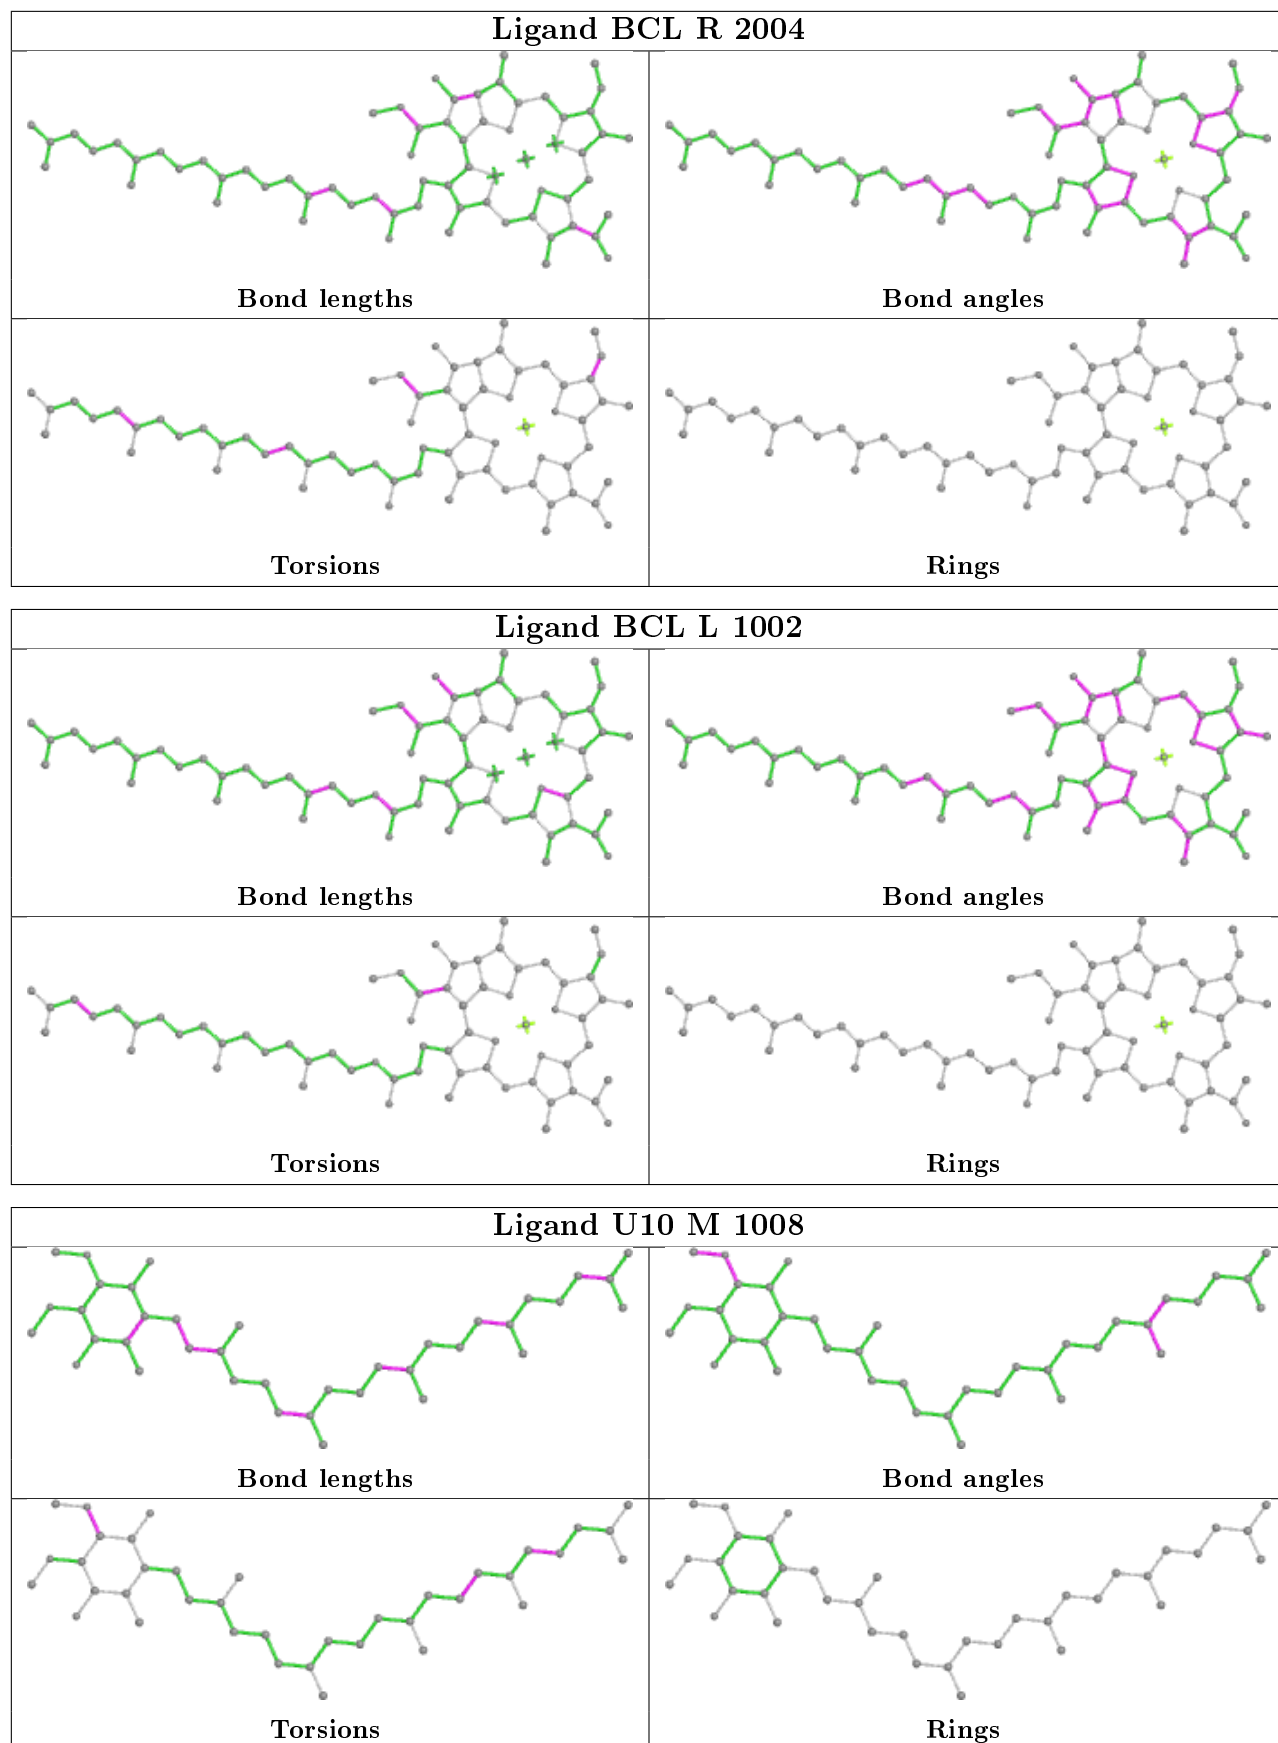 Ligand BCL R 2004
Bond lengths
Bond angles
Torsions
Rings
Ligand BCL L 1002
Bond lengths
Bond angles
Torsions
Rings
Ligand U10 M 1008
Bond lengths
Bond angles
Torsions
Rings